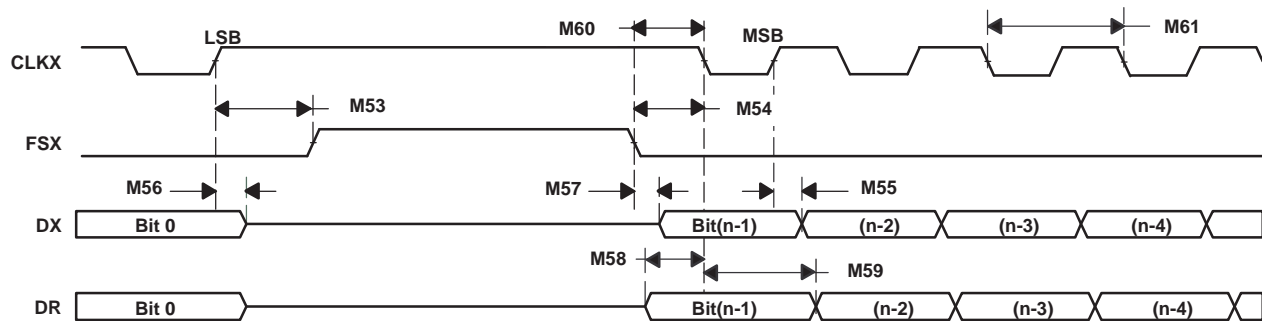 LSB
M60
MSB
M61
CLKX
M53
M54
FSX
M56
M57
M55
DX
Bit 0
Bit(n-1)
(n-2)
(n-3)
(n-4)
M58
M59
DR
Bit 0
Bit(n-1)
(n-2)
(n-3)
(n-4)